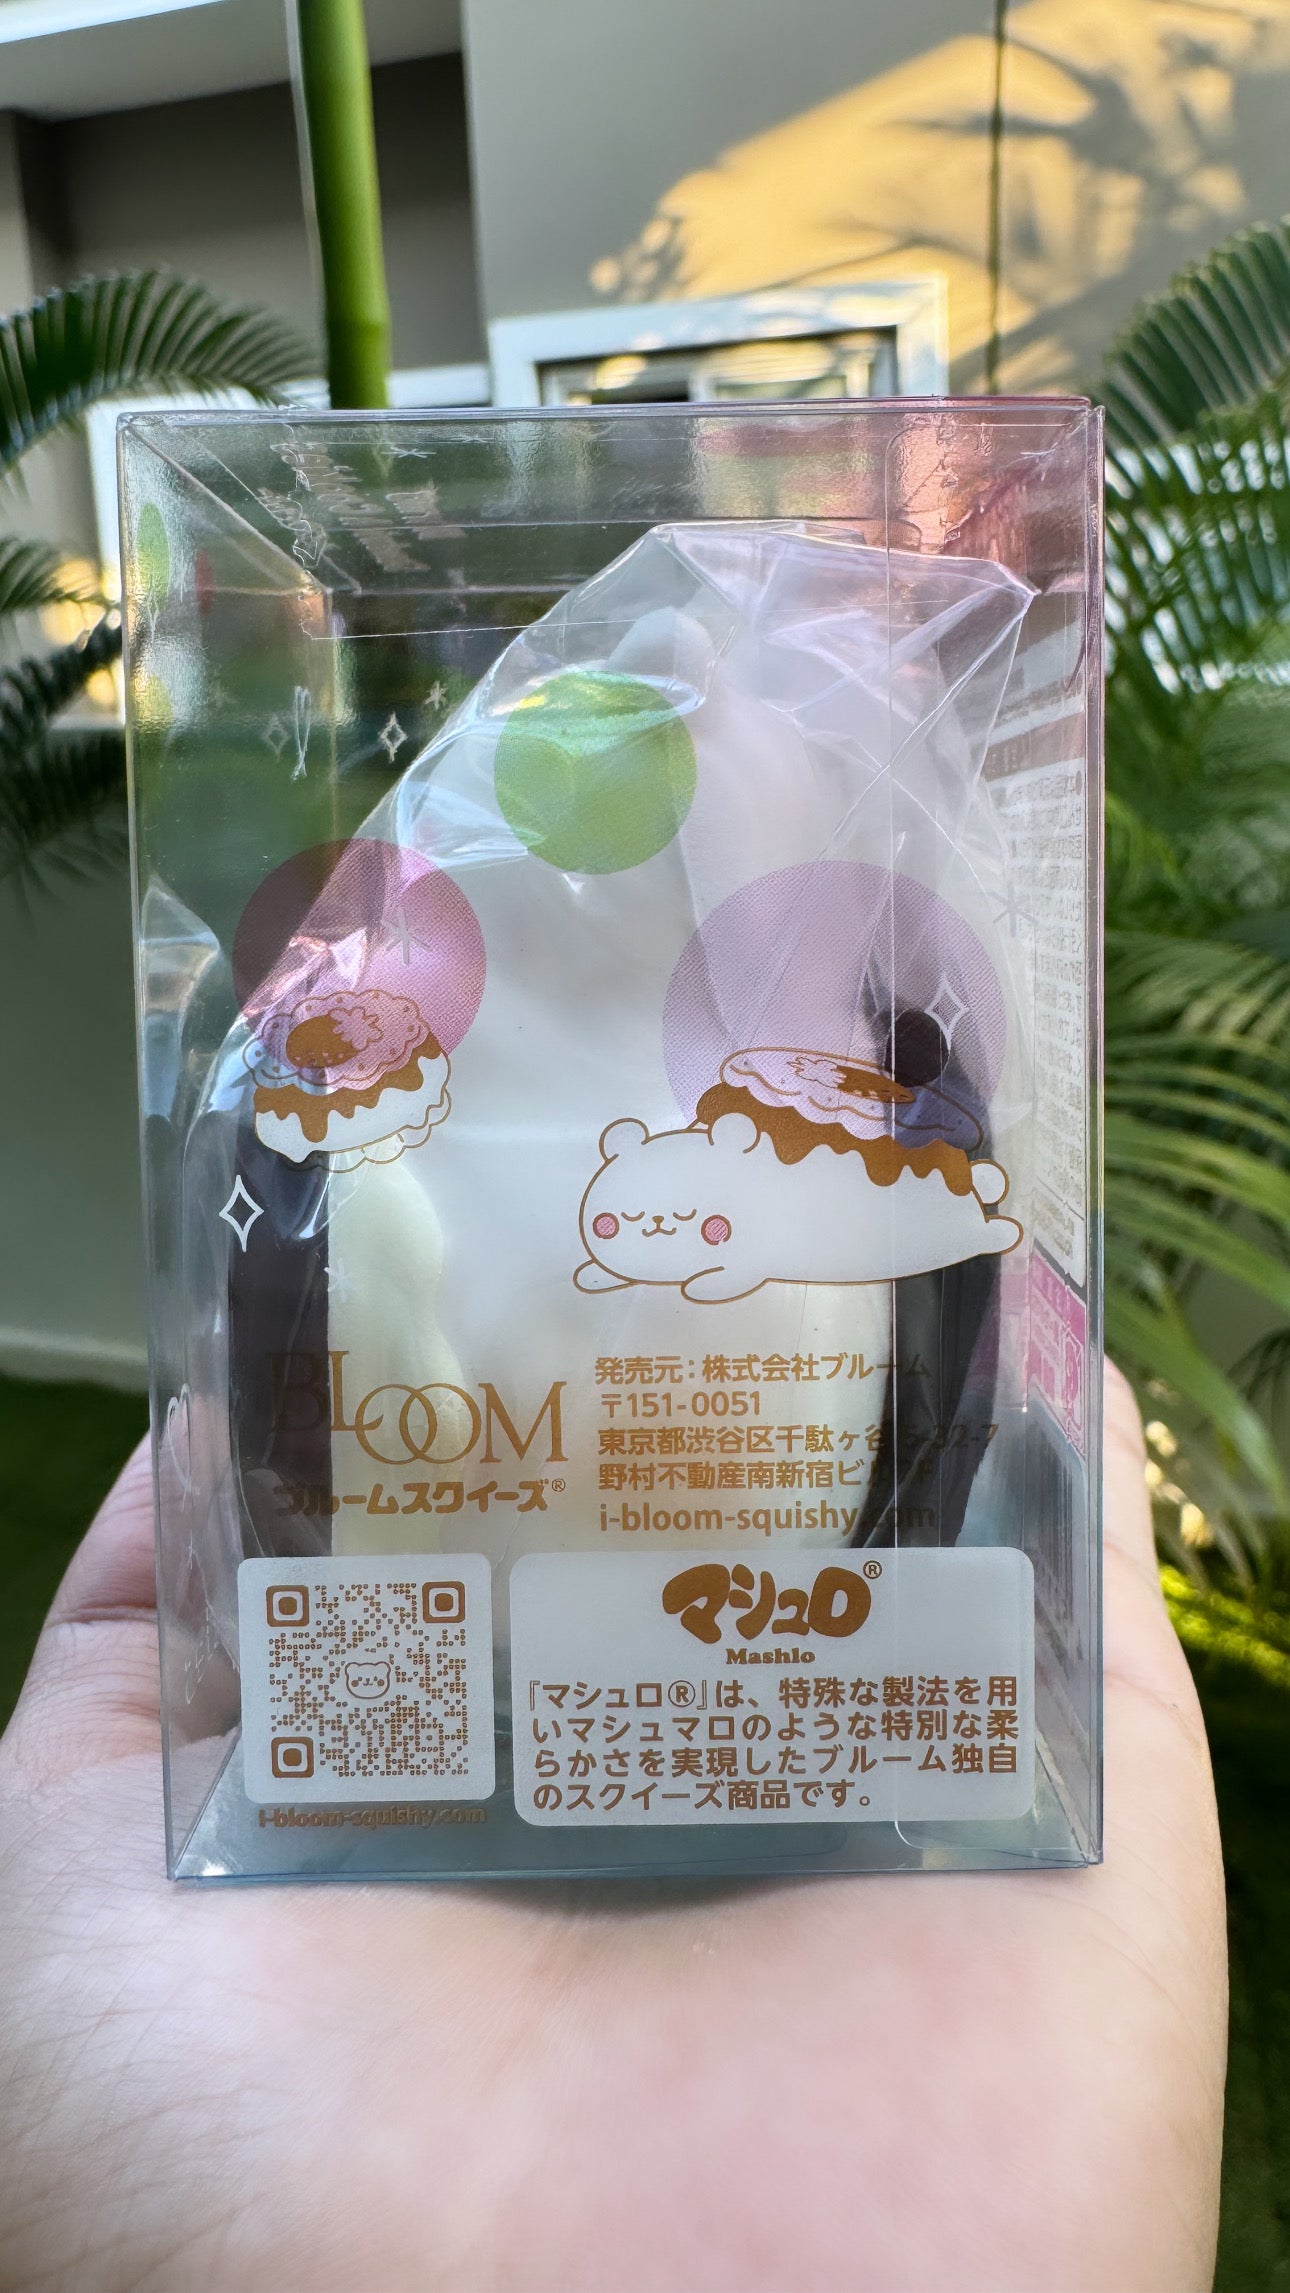 BLOOM
ブルームスクイーズ®
発売元：株式会社ブルーム
〒151-0051
東京都渋谷区千駄ヶ谷5-32-7
野村不動産南新宿ビル
i-bloom-squishy.com
i-bloom-squishy.com
マシュロ®
Mashlo
『マシュロ®』は、特殊な製法を用
いマシュマロのような特別な柔
らかさを実現したブルーム独自
のスクイーズ商品です。